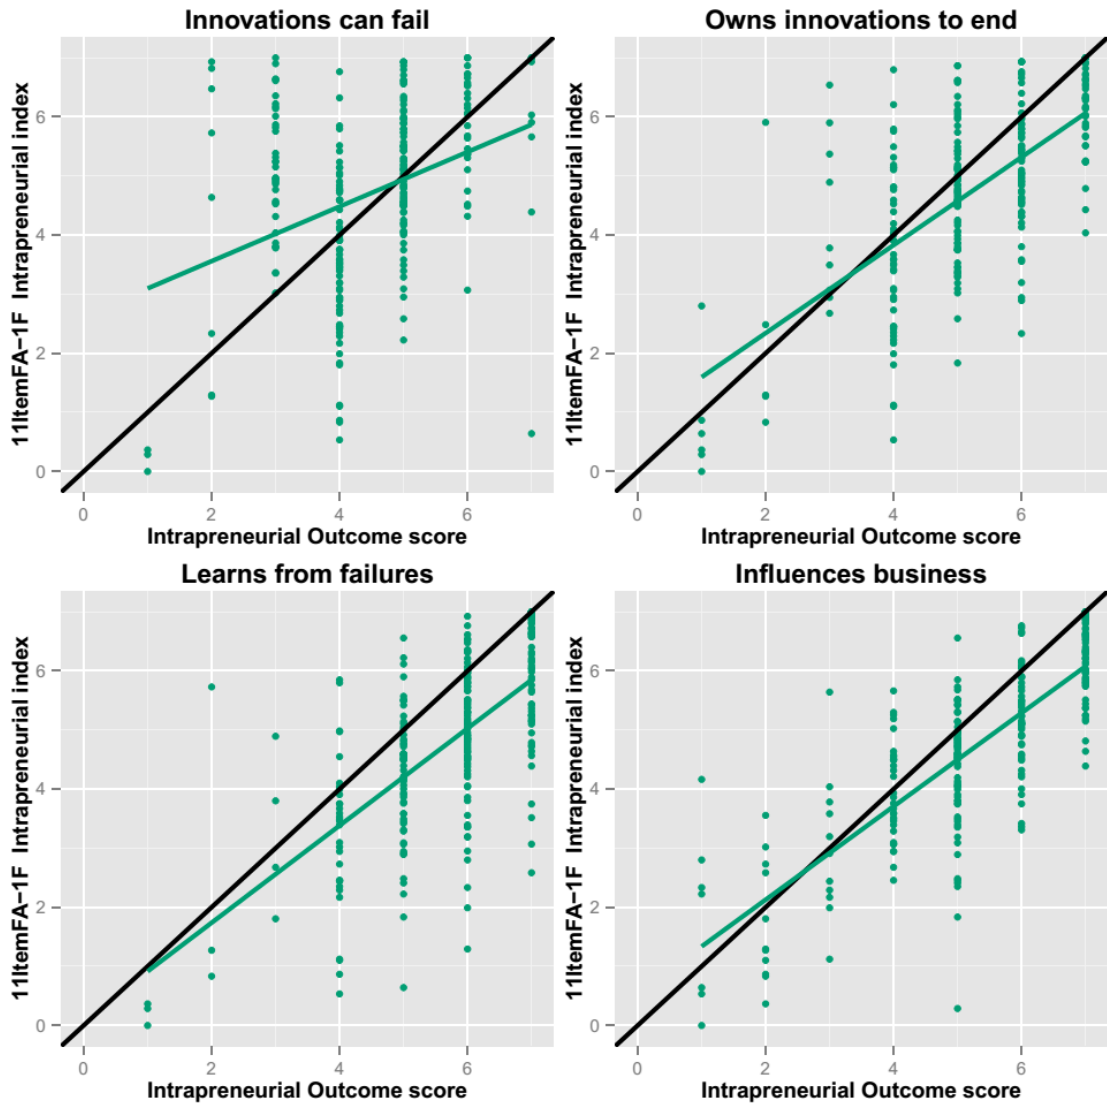 Innovations can fail
11ItemFA−1F  Intrapreneurial index
6
4
2
0
0 2 4 6
Intrapreneurial Outcome score
Owns innovations to end
11ItemFA−1F  Intrapreneurial index
6
4
2
0
0 2 4 6
Intrapreneurial Outcome score
Learns from failures
11ItemFA−1F  Intrapreneurial index
6
4
2
0
0 2 4 6
Intrapreneurial Outcome score
Influences business
11ItemFA−1F  Intrapreneurial index
6
4
2
0
0 2 4 6
Intrapreneurial Outcome score